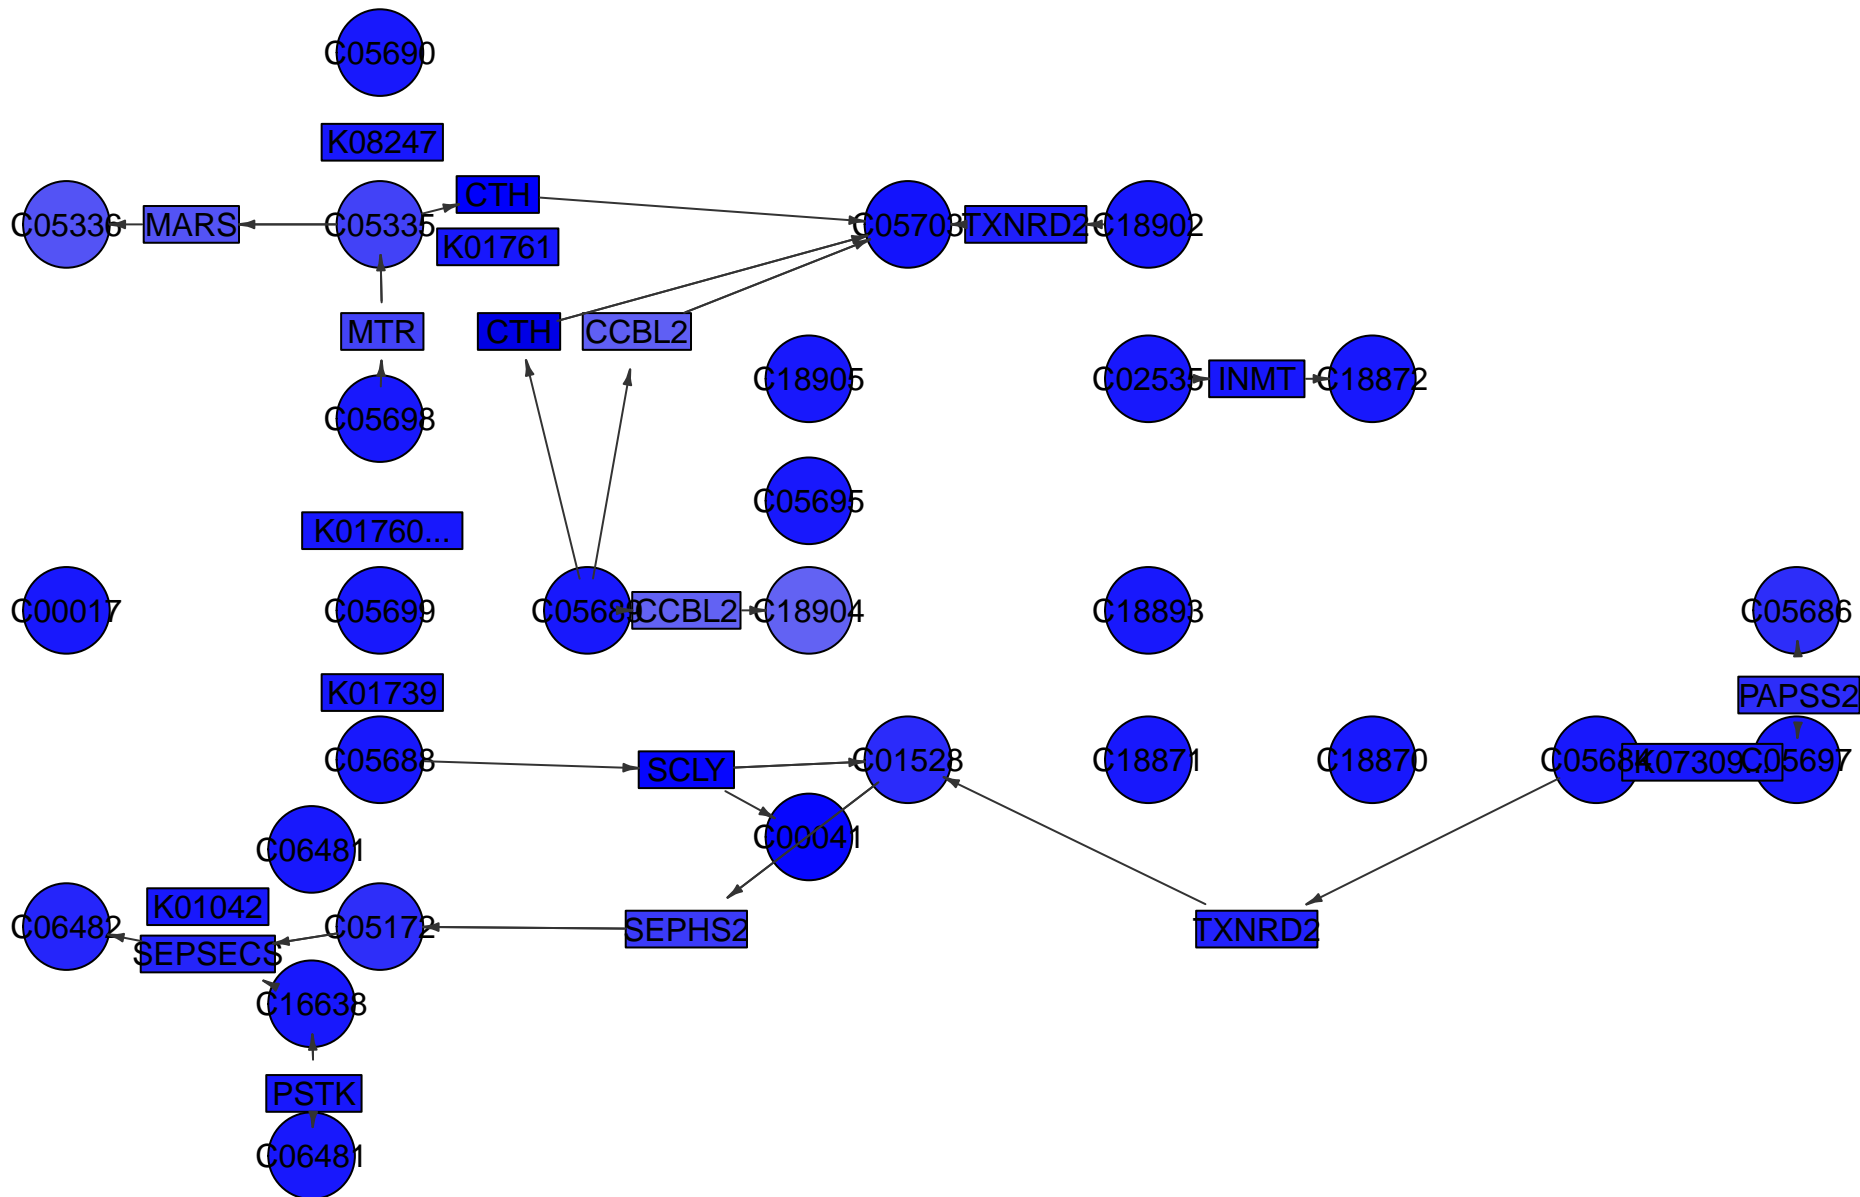 C05690
K08247
CTH
C05336
MARS
C05335
C05703
TXNRD2
C18902
K01761
MTR
CTH
CCBL2
C18905
C02535
INMT
C18872
C05698
C05695
K01760...
C00017
C05699
C05689
CCBL2
C18904
C18893
C05686
K01739
PAPSS2
C05688
SCLY
C01528
C18871
C18870
C05684
K07309...
C05697
C00041
C06481
K01042
C06482
C05172
SEPHS2
TXNRD2
SEPSECS
C16638
PSTK
C06481